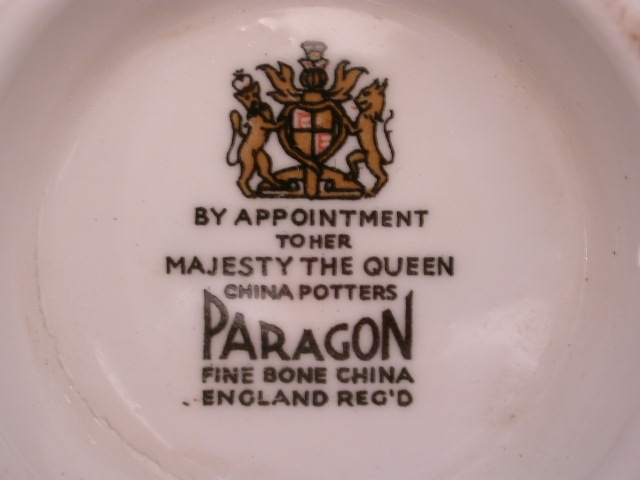 BY APPOINTMENT
TO HER
MAJESTY THE QUEEN
CHINA POTTERS
PARAGON
FINE BONE CHINA
ENGLAND REG'D